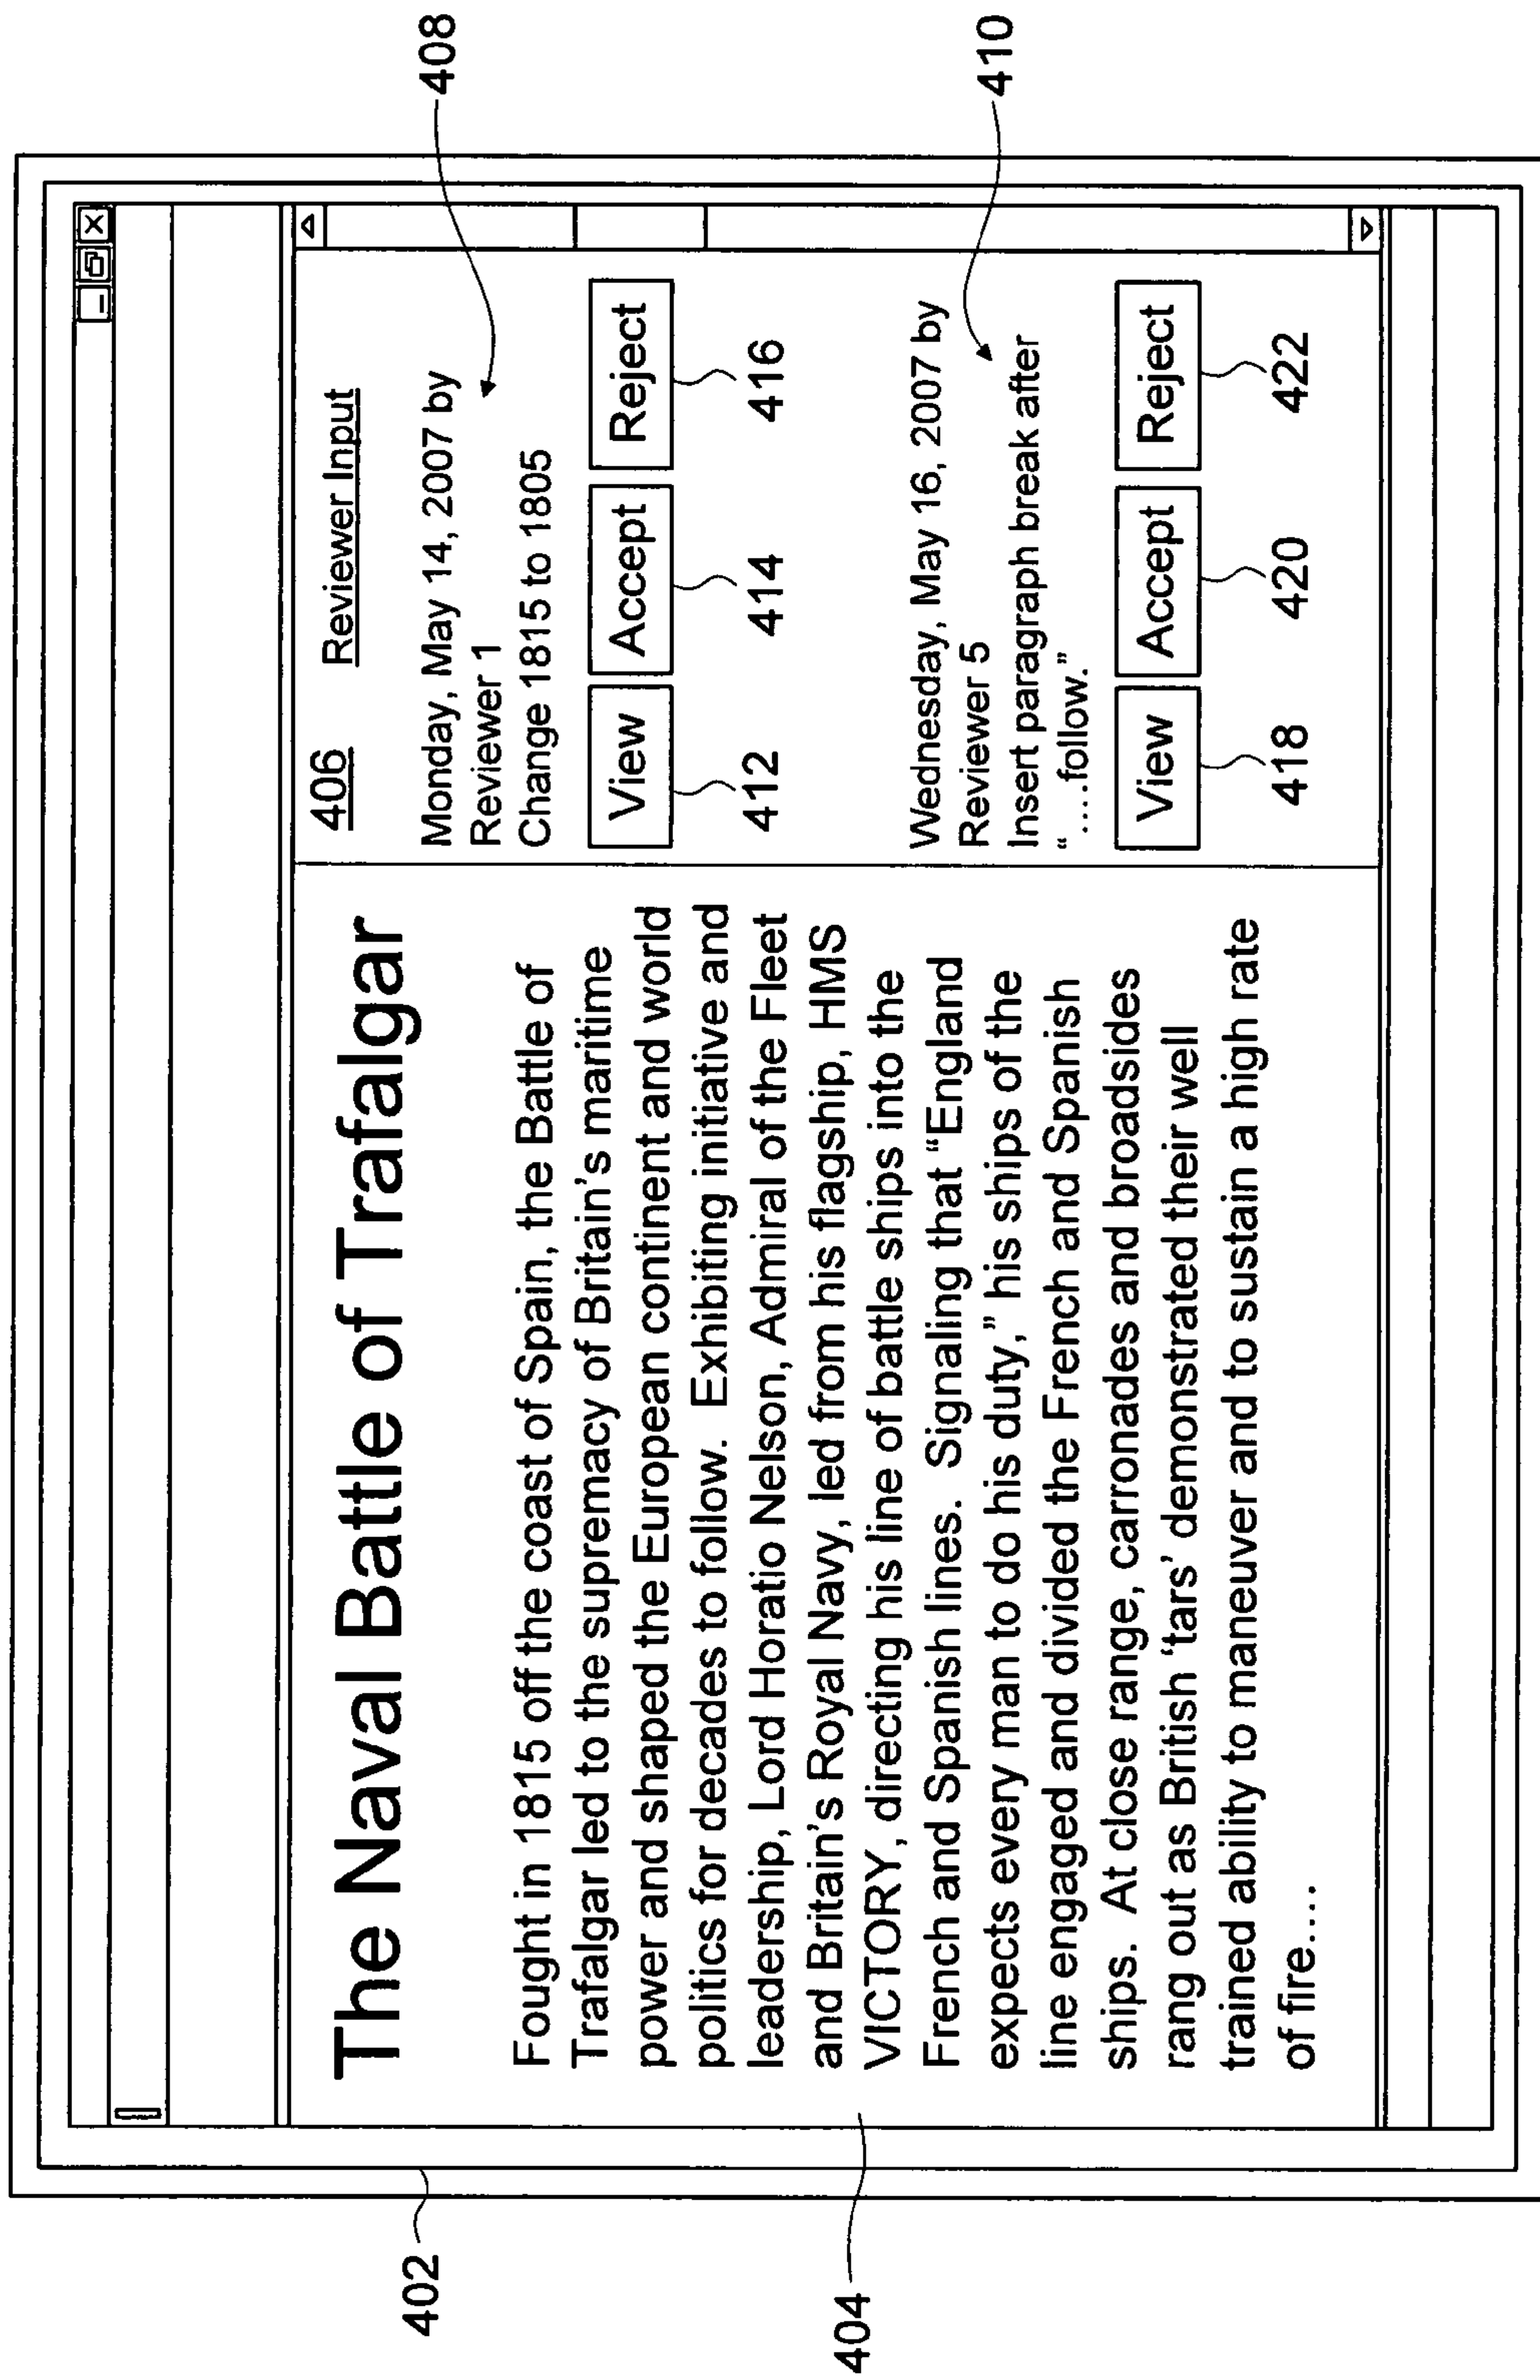 The Naval Battle of Trafalgar
Fought in 1815 off the coast of Spain, the Battle of
Trafalgar led to the supremacy of Britain's maritime
power and shaped the European continent and world
politics for decades to follow.  Exhibiting initiative and
leadership, Lord Horatio Nelson, Admiral of the Fleet
and Britain's Royal Navy, led from his flagship, HMS
VICTORY, directing his line of battle ships into the
French and Spanish lines.  Signaling that "England
expects every man to do his duty," his ships of the
line engaged and divided the French and Spanish
ships.  At close range, carronades and broadsides
rang out as British 'tars' demonstrated their well
trained ability to maneuver and to sustain a high rate
of fire.....
406 Reviewer Input
Monday, May 14, 2007 by
Reviewer 1
Change 1815 to 1805
View Accept Reject
412 414 416
Wednesday, May 16, 2007 by
Reviewer 5
Insert paragraph break after
"....follow."
View Accept Reject
418 420 422
402
404
408
410